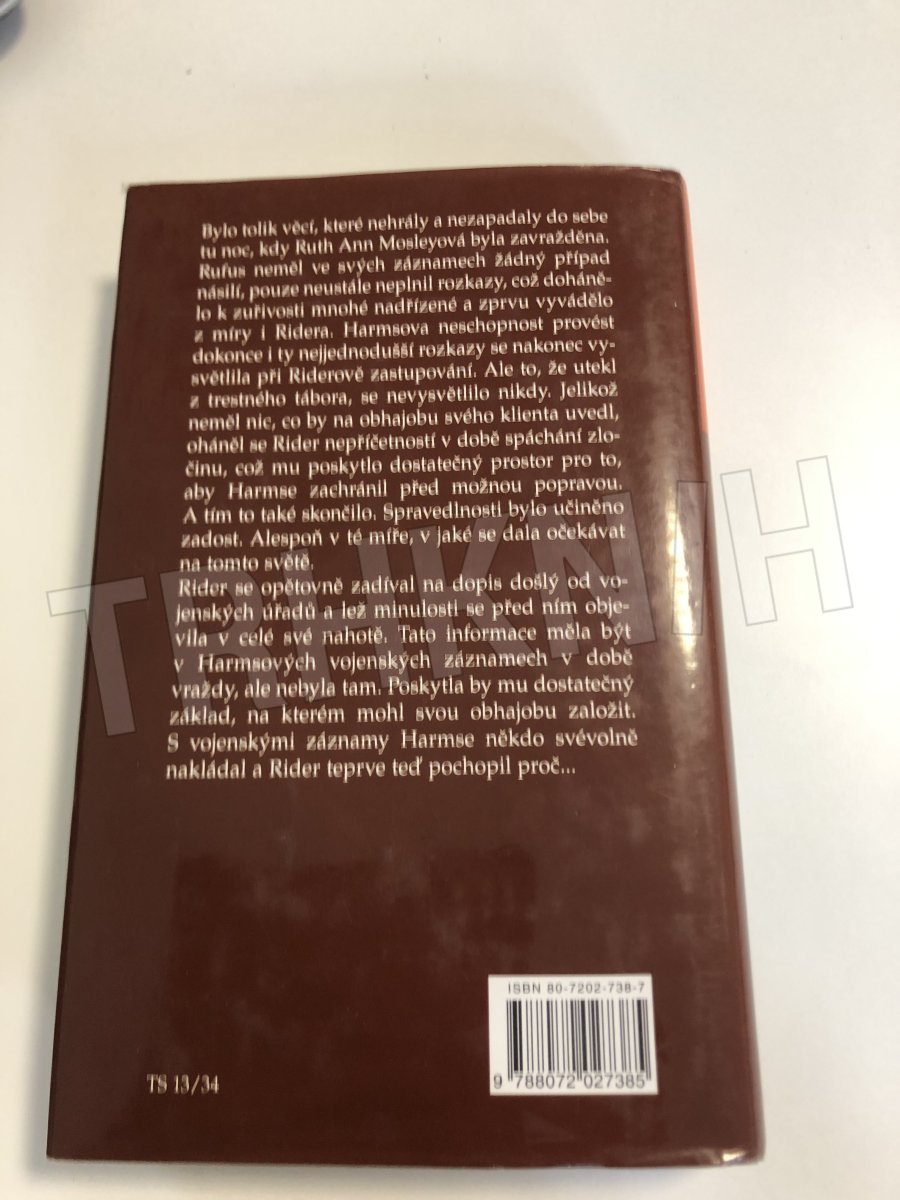 Bylo tolik věcí, které nehrály a nezapadaly do sebe
tu noc, kdy Ruth Ann Mosleyová byla zavražděna.
Rufus neměl ve svých záznamech žádný případ
násilí, pouze neustále neplnil rozkazy, což doháně-
lo k zuřivosti mnohé nadřízené a zprvu vyvádělo
z míry i Ridera. Harmsova neschopnost provést
dokonce i ty nejjednodušší rozkazy se nakonec vy-
světlila při Riderově zastupování. Ale to, že utekl
z trestného tábora, se nevysvětlilo nikdy. Jelikož
neměl nic, co by na obhajobu svého klienta uvedl,
oháněl se Rider nepříčetností v době spáchání zlo-
činu, což mu poskytlo dostatečný prostor pro to,
aby Harmse zachránil před možnou popravou.
A tím to také skončilo. Spravedlnosti bylo učiněno
zadost. Alespoň v té míře, v jaké se dala očekávat
na tomto světě.
Rider se opětovně zadíval na dopis došlý od vo-
jenských úřadů a lež minulosti se před ním obje-
vila v celé své nahotě. Tato informace měla být
v Harmsových vojenských záznamech v době
vraždy, ale nebyla tam. Poskytla by mu dostatečný
základ, na kterém mohl svou obhajobu založit.
S vojenskými záznamy Harmse někdo svévolně
nakládal a Rider teprve teď pochopil proč...
TRHKNIH
ISBN 80-7202-738-7
9 788072 027385
TS 13/34